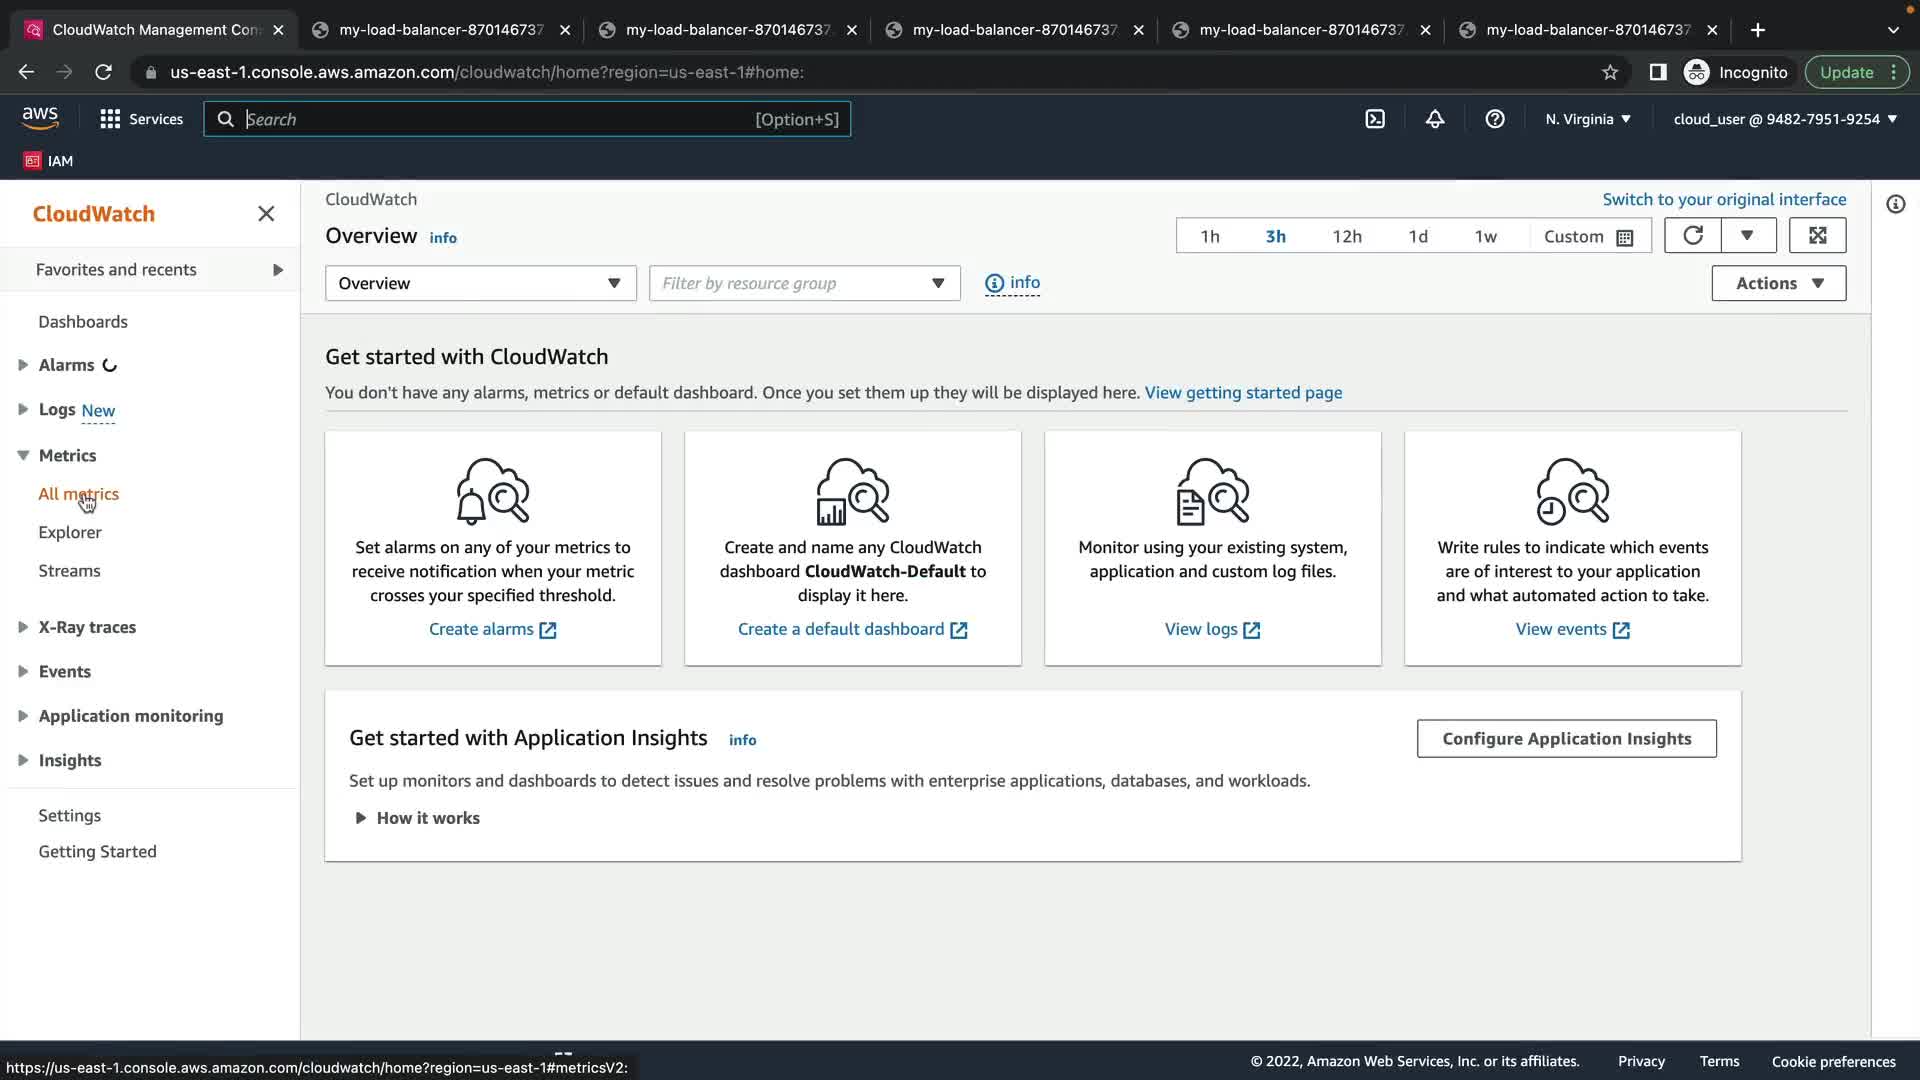 CloudWatch Management Con
my-load-balancer-870146737
my-load-balancer-870146737
my-load-balancer-870146737
my-load-balancer-870146737
my-load-balancer-870146737
us-east-1.console.aws.amazon.com/cloudwatch/home?region=us-east-1#home:
Incognito
Update
aws
Services
Search
[Option+S]
N. Virginia
cloud_user @ 9482-7951-9254
IAM
CloudWatch
Favorites and recents
Dashboards
Alarms
Logs New
Metrics
All metrics
Explorer
Streams
X-Ray traces
Events
Application monitoring
Insights
Settings
Getting Started
CloudWatch
Switch to your original interface
Overview info
1h 3h 12h 1d 1w Custom
Overview
Filter by resource group
info
Actions
Get started with CloudWatch
You don't have any alarms, metrics or default dashboard. Once you set them up they will be displayed here. View getting started page
Set alarms on any of your metrics to
receive notification when your metric
crosses your specified threshold.
Create alarms
Create and name any CloudWatch
dashboard CloudWatch-Default to
display it here.
Create a default dashboard
Monitor using your existing system,
application and custom log files.
View logs
Write rules to indicate which events
are of interest to your application
and what automated action to take.
View events
Get started with Application Insights info
Configure Application Insights
Set up monitors and dashboards to detect issues and resolve problems with enterprise applications, databases, and workloads.
How it works
https://us-east-1.console.aws.amazon.com/cloudwatch/home?region=us-east-1#metricsV2:
© 2022, Amazon Web Services, Inc. or its affiliates.
Privacy
Terms
Cookie preferences